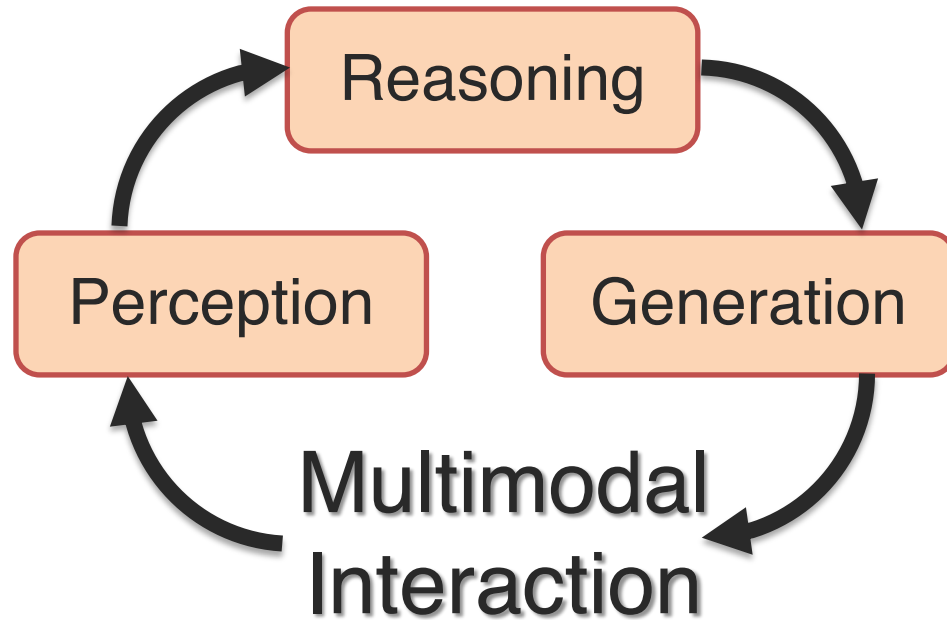 Reasoning
Perception
Generation
Multimodal
Interaction